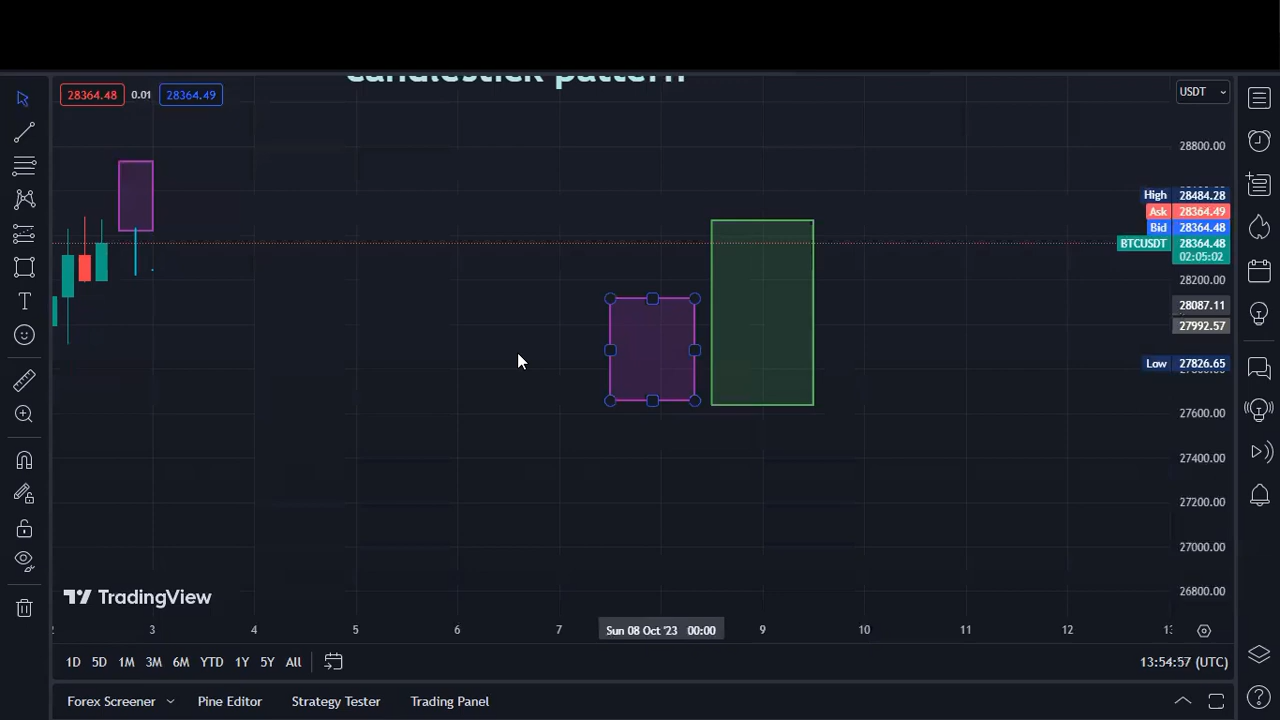 candlestick pattern
28364.48 0.01 28364.49
USDT
28800.00
High 28484.28
Ask 28364.49
Bid 28364.48
BTCUSDT 28364.48
02:05:02
28200.00
28087.11
27992.57
Low 27826.65
27600.00
27400.00
27200.00
27000.00
26800.00
TradingView
3 4 5 6 7 Sun 08 Oct '23 00:00 9 10 11 12
1D 5D 1M 3M 6M YTD 1Y 5Y All
13:54:57 (UTC)
Forex Screener Pine Editor Strategy Tester Trading Panel